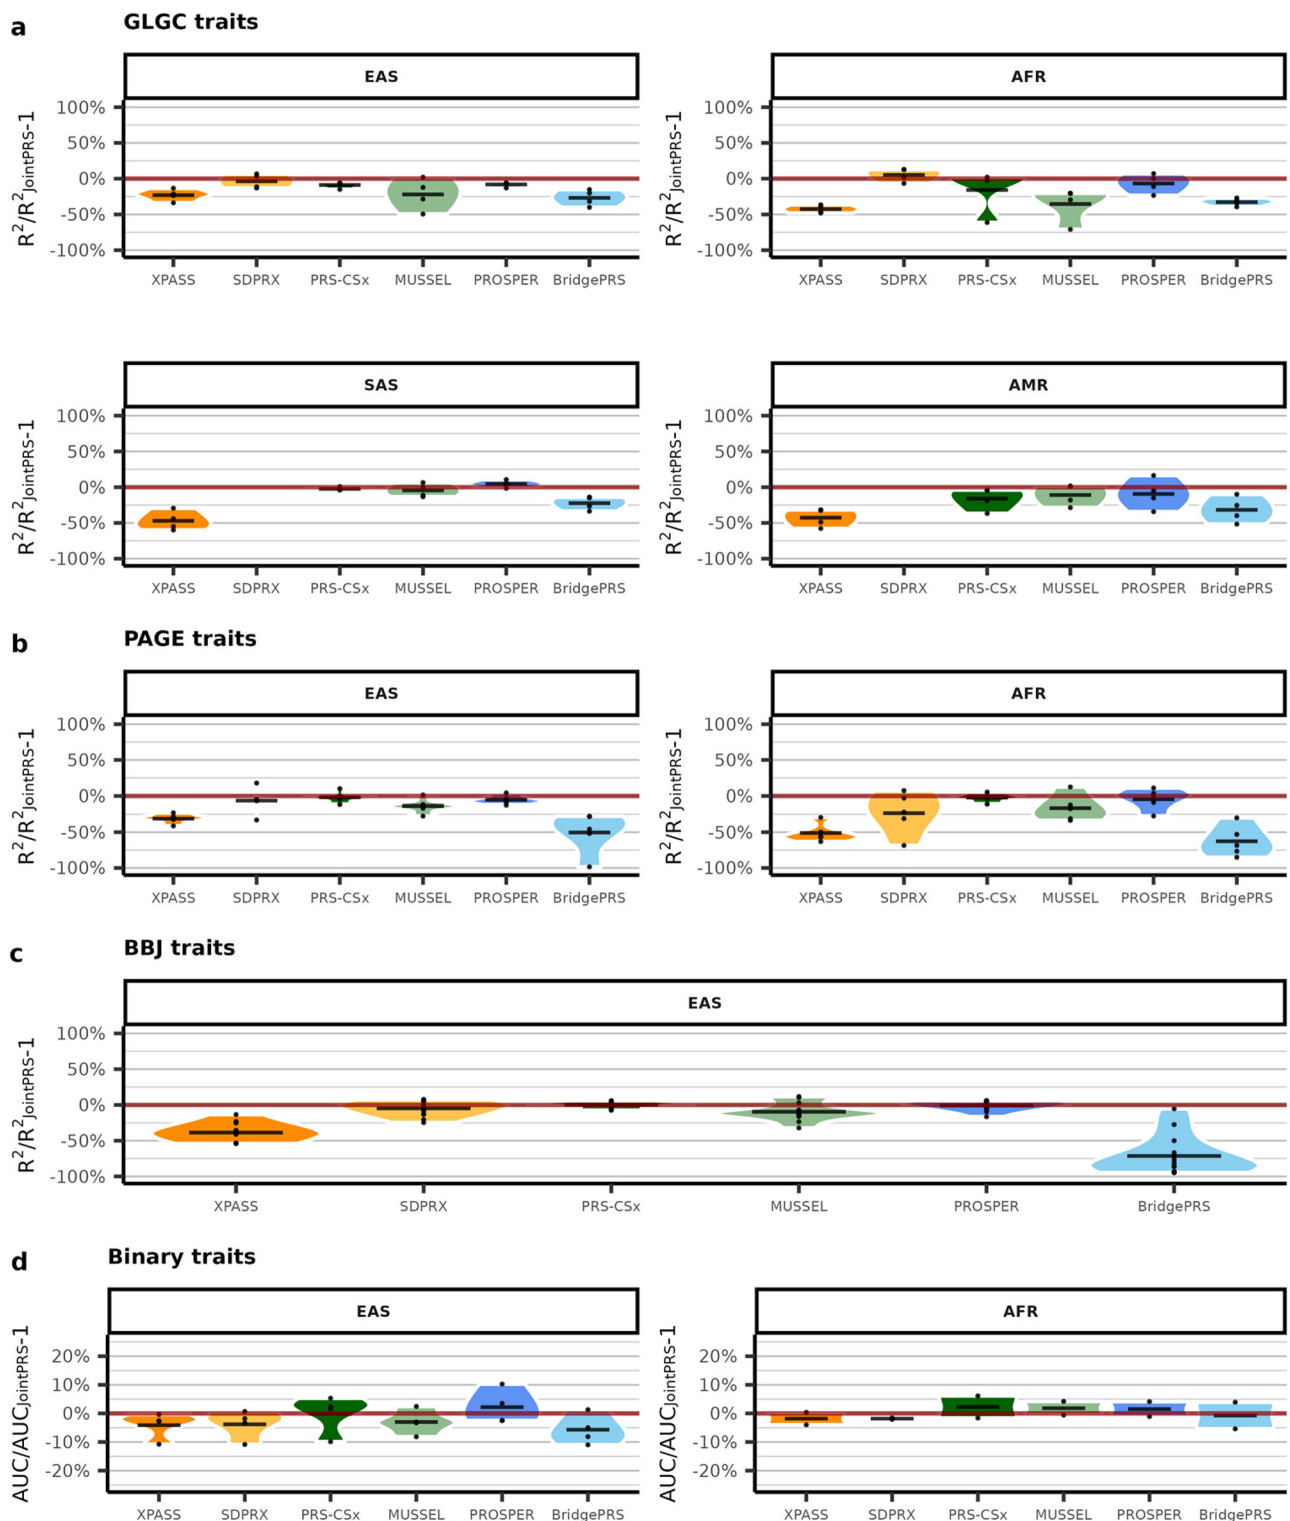 a GLGC traits
EAS
R²/R²JointPRS-1
100%
50%
0%
-50%
-100%
XPASS SDPRX PRS-CSx MUSSEL PROSPER BridgePRS
AFR
R²/R²JointPRS-1
100%
50%
0%
-50%
-100%
XPASS SDPRX PRS-CSx MUSSEL PROSPER BridgePRS
SAS
R²/R²JointPRS-1
100%
50%
0%
-50%
-100%
XPASS SDPRX PRS-CSx MUSSEL PROSPER BridgePRS
AMR
R²/R²JointPRS-1
100%
50%
0%
-50%
-100%
XPASS SDPRX PRS-CSx MUSSEL PROSPER BridgePRS
b PAGE traits
EAS
R²/R²JointPRS-1
100%
50%
0%
-50%
-100%
XPASS SDPRX PRS-CSx MUSSEL PROSPER BridgePRS
AFR
R²/R²JointPRS-1
100%
50%
0%
-50%
-100%
XPASS SDPRX PRS-CSx MUSSEL PROSPER BridgePRS
c BBJ traits
EAS
R²/R²JointPRS-1
100%
50%
0%
-50%
-100%
XPASS SDPRX PRS-CSx MUSSEL PROSPER BridgePRS
d Binary traits
EAS
AUC/AUCJointPRS-1
20%
10%
0%
-10%
-20%
XPASS SDPRX PRS-CSx MUSSEL PROSPER BridgePRS
AFR
AUC/AUCJointPRS-1
20%
10%
0%
-10%
-20%
XPASS SDPRX PRS-CSx MUSSEL PROSPER BridgePRS